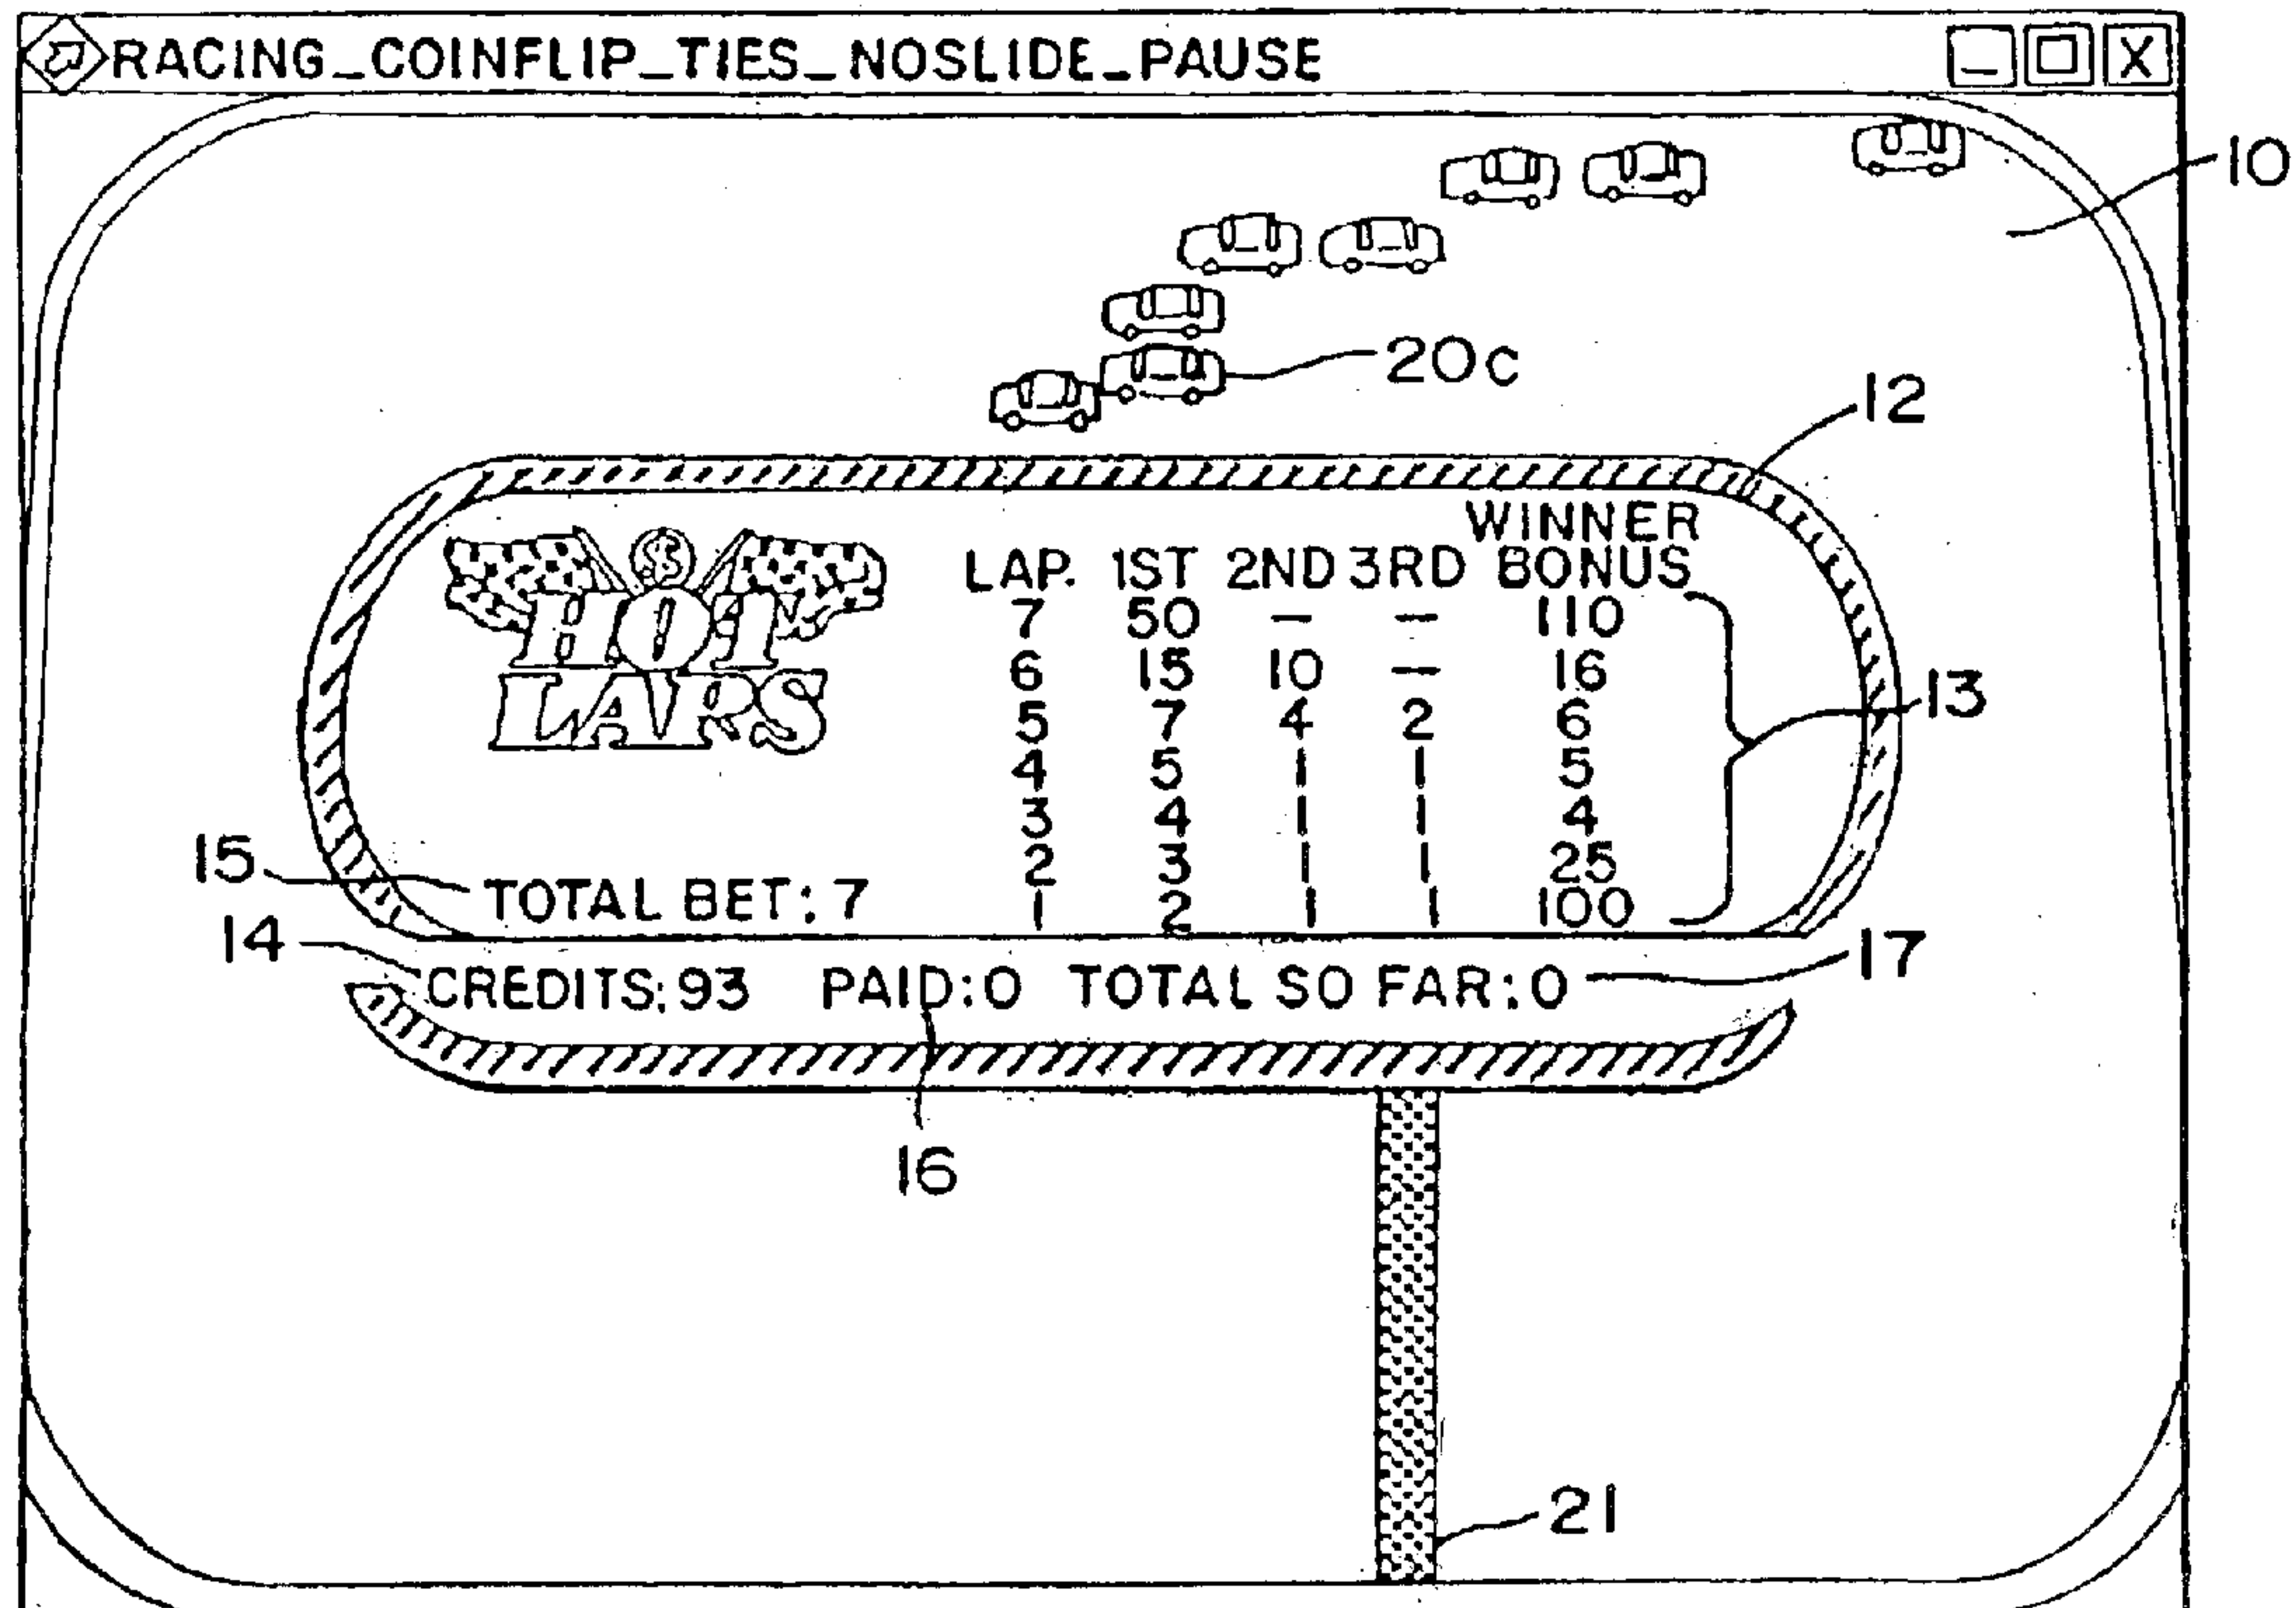 RACING_COINFLIP_TIES_NOSLIDE_PAUSE
10
20c
12
$$
HOT
LAPS
WINNER
LAP. 1ST 2ND 3RD BONUS
7 50 — — 110
6 15 10 — 16
5 7 4 2 6
4 5 1 1 5
3 4 1 1 4
2 3 1 1 25
1 2 1 1 100
13
15
TOTAL BET: 7
14
CREDITS: 93 PAID: 0 TOTAL SO FAR: 0
17
16
21